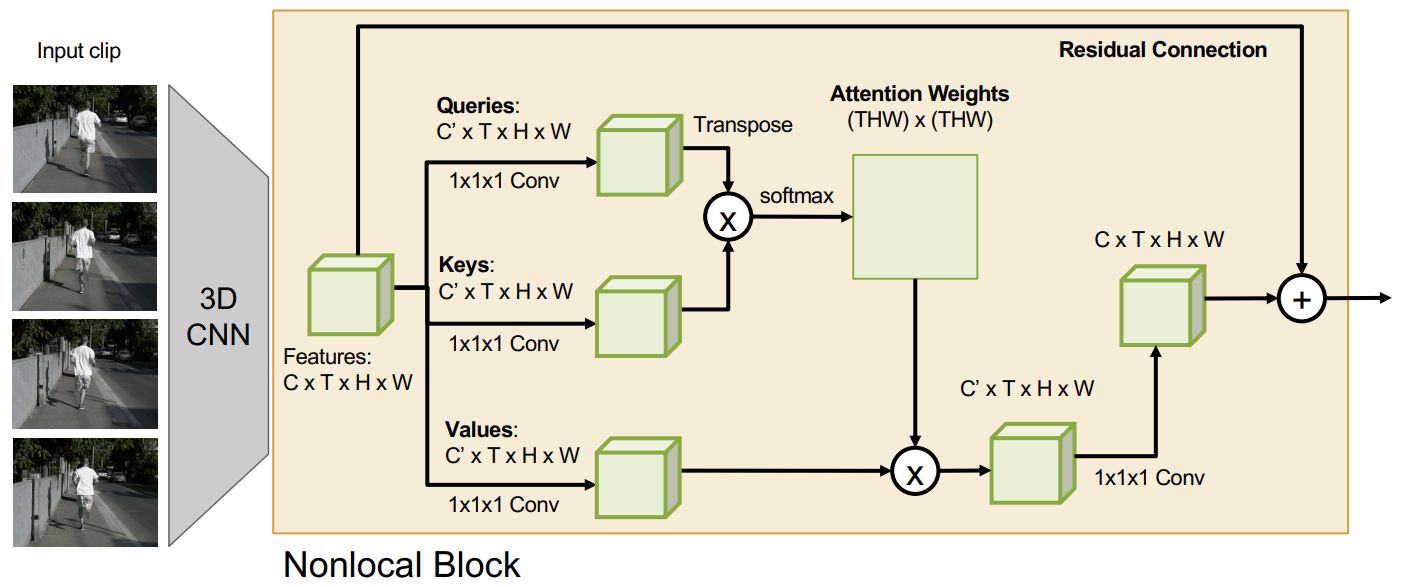 Input clip
3D
CNN
Features:
C x T x H x W
Queries:
C’ x T x H x W
1x1x1 Conv
Transpose
Keys:
C’ x T x H x W
1x1x1 Conv
Values:
C’ x T x H x W
1x1x1 Conv
X
softmax
Attention Weights
(THW) x (THW)
Residual Connection
X
C’ x T x H x W
1x1x1 Conv
C x T x H x W
+
Nonlocal Block